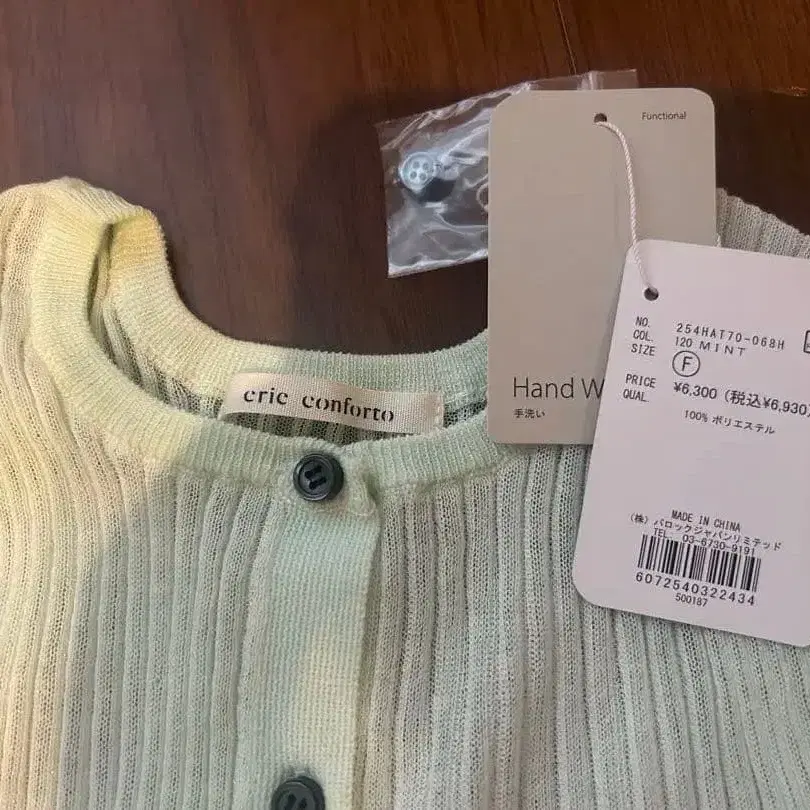 Functional
Hand W
手洗い
eric conforto
NO. 254HAT70-068H
COL. 120 MINT
SIZE F
PRICE ¥6,300 (税込¥6,930)
QUAL. 100% ポリエステル
MADE IN CHINA
(株) バロックジャパンリミテッド
TEL. 03-6730-9191
6072540322434
500187